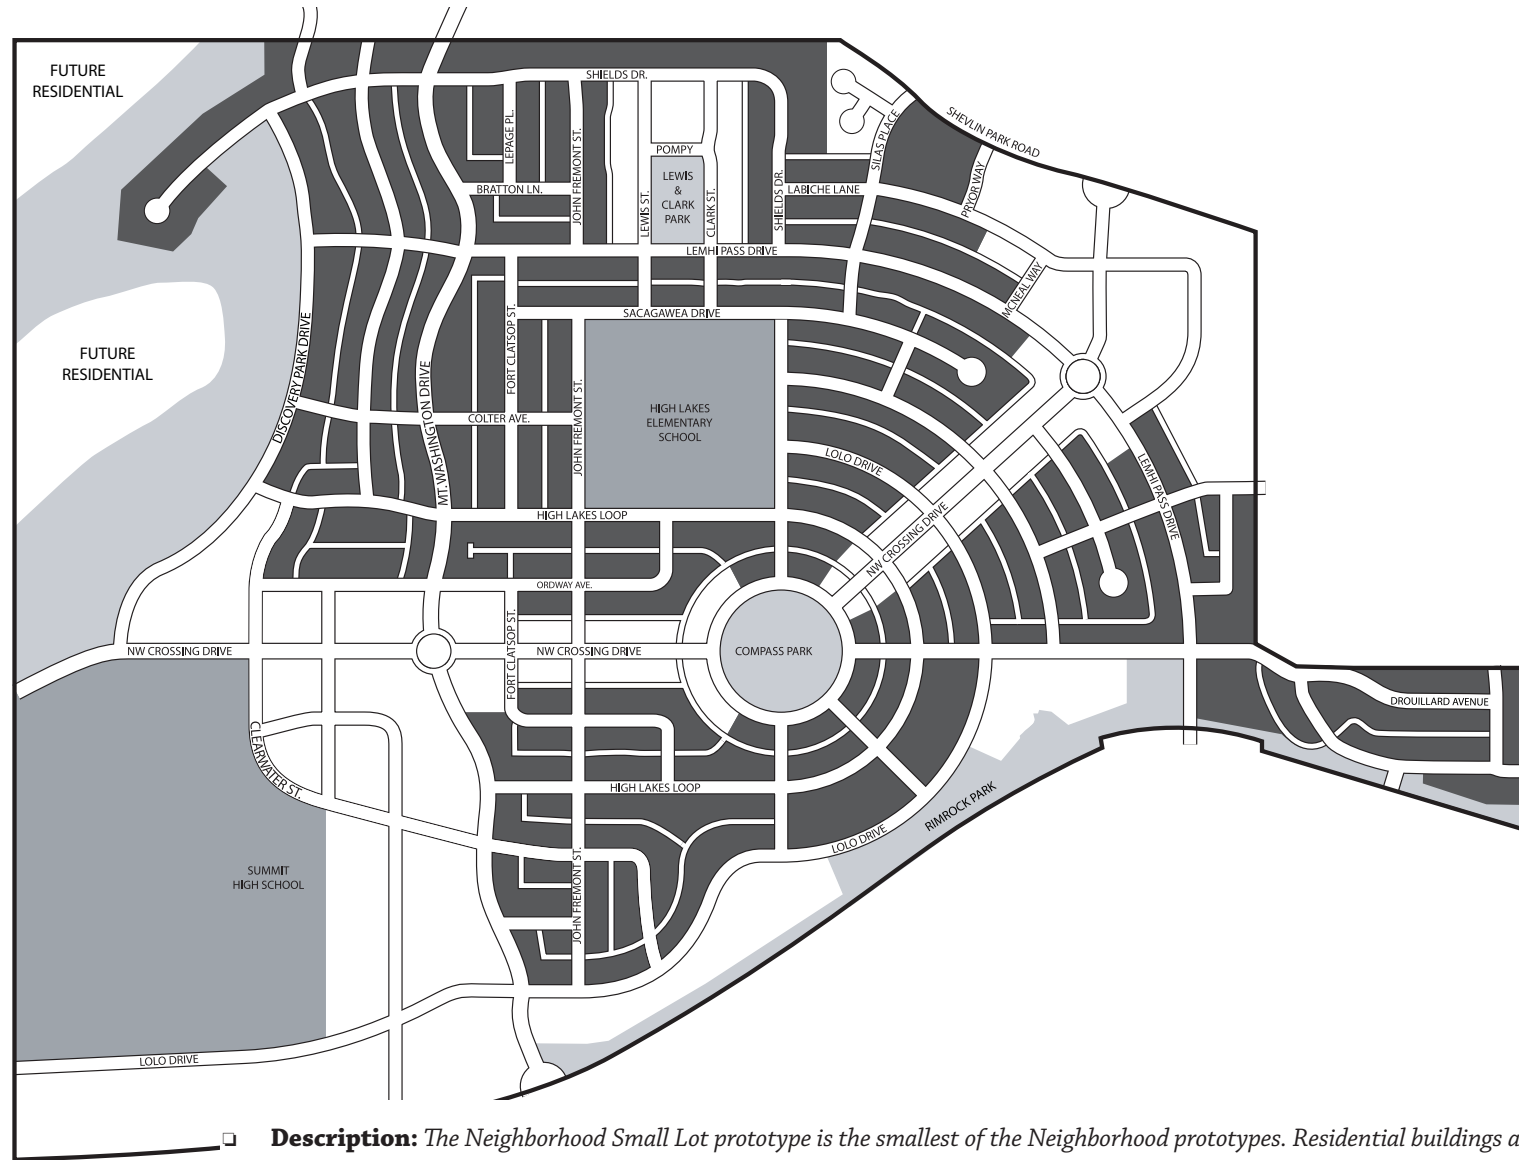 FUTURE
RESIDENTIAL
SHIELDS DR.
SHEVLIN PARK ROAD
SILAS PLACE
LEPAGE PL.
JOHN FREMONT ST.
POMPY
LEWIS
&
CLARK
PARK
LEWIS ST.
CLARK ST.
SHIELDS DR.
LABICHE LANE
PRYOR WAY
BRATTON LN.
LEMHI PASS DRIVE
MCNEAL WAY
SACAGAWEA DRIVE
FORT CLATSOP ST.
FUTURE
RESIDENTIAL
DISCOVERY PARK DRIVE
MT. WASHINGTON DRIVE
COLTER AVE.
JOHN FREMONT ST.
HIGH LAKES
ELEMENTARY
SCHOOL
LOLO DRIVE
LEMHI PASS DRIVE
HIGH LAKES LOOP
NW CROSSING DRIVE
ORDWAY AVE.
FORT CLATSOP ST.
NW CROSSING DRIVE
NW CROSSING DRIVE
COMPASS PARK
DROUILLARD AVENUE
CLEARWATER ST.
HIGH LAKES LOOP
RIMROCK PARK
LOLO DRIVE
JOHN FREMONT ST.
SUMMIT
HIGH SCHOOL
LOLO DRIVE
❏ Description: The Neighborhood Small Lot prototype is the smallest of the Neighborhood prototypes. Residential buildings a